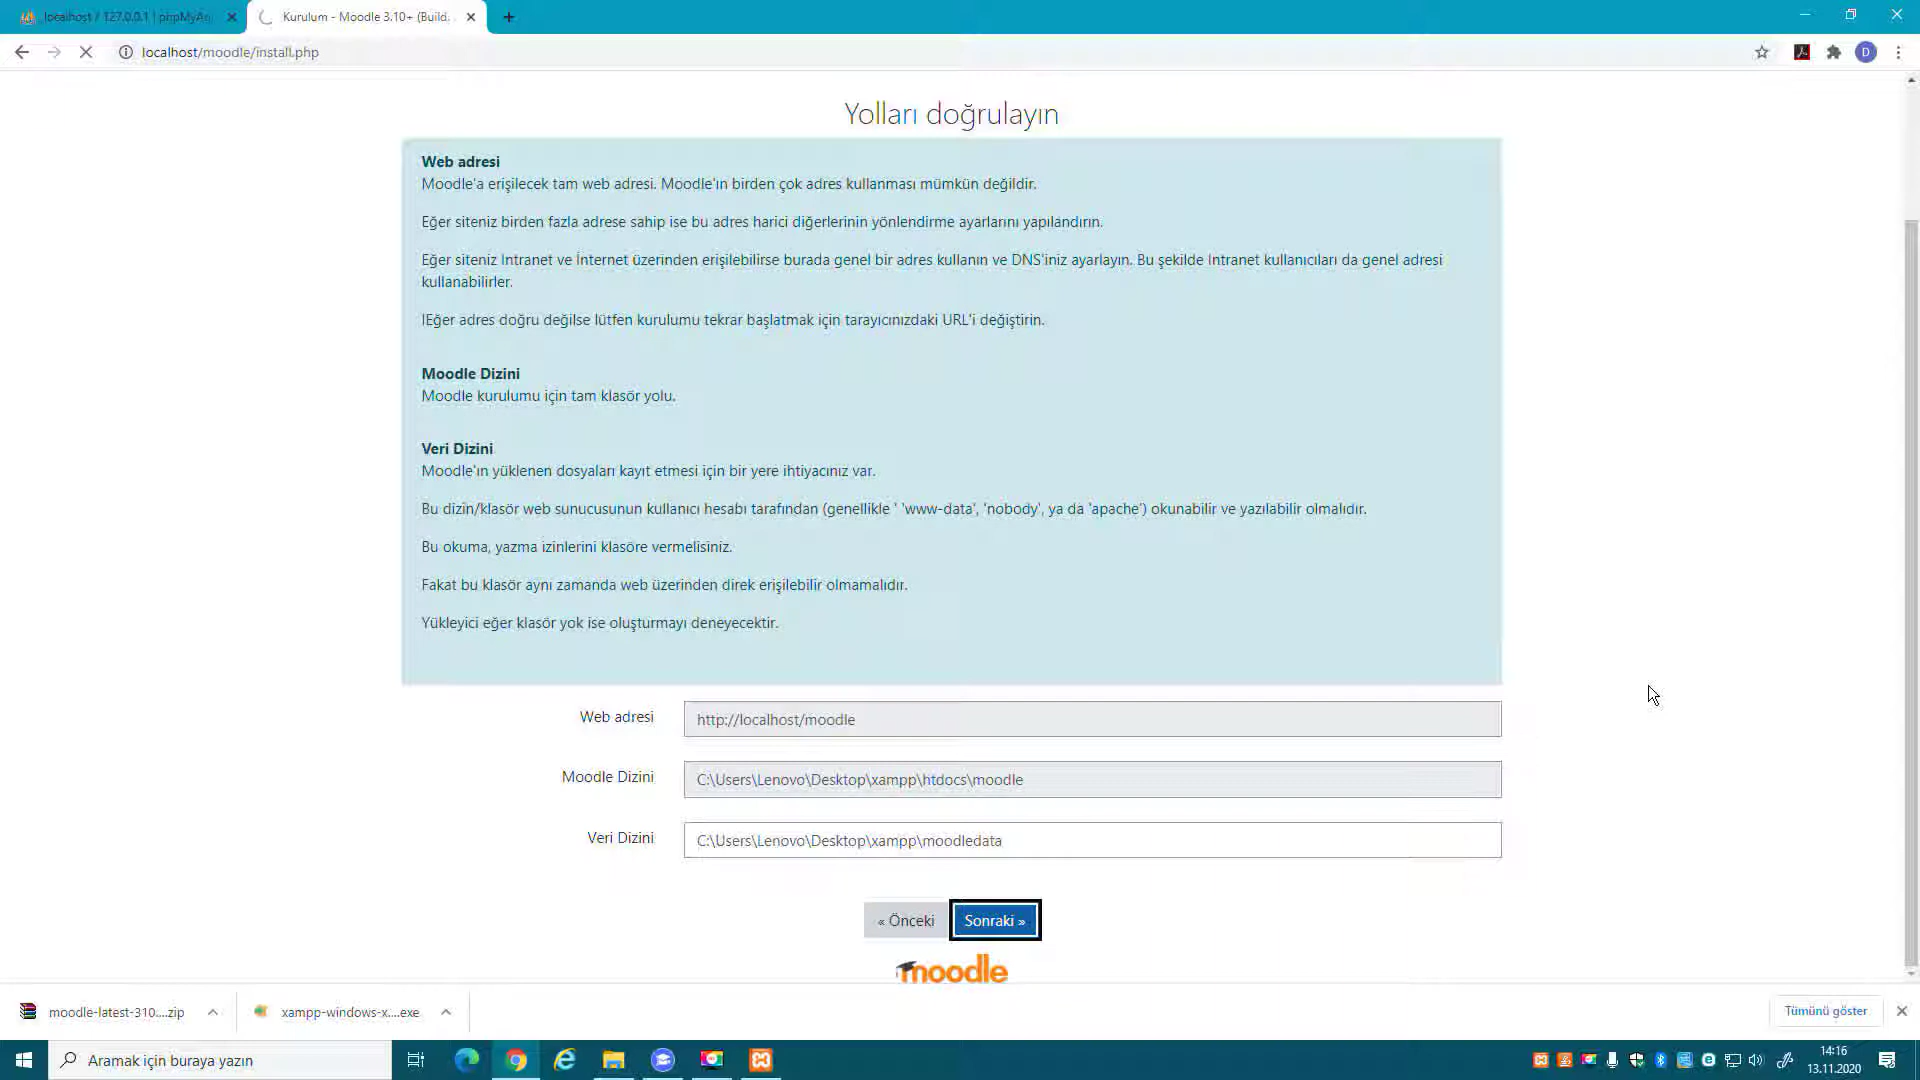 localhost / 127.0.0.1 | phpMyAd
Kurulum - Moodle 3.10+ (Build.
localhost/moodle/install.php
D
Yolları doğrulayın
Web adresi
Moodle'a erişilecek tam web adresi. Moodle'ın birden çok adres kullanması mümkün değildir.
Eğer siteniz birden fazla adrese sahip ise bu adres harici diğerlerinin yönlendirme ayarlarını yapılandırın.
Eğer siteniz Intranet ve İnternet üzerinden erişilebilirse burada genel bir adres kullanın ve DNS'iniz ayarlayın. Bu şekilde Intranet kullanıcıları da genel adresi
kullanabilirler.
IEğer adres doğru değilse lütfen kurulumu tekrar başlatmak için tarayıcınızdaki URL'i değiştirin.
Moodle Dizini
Moodle kurulumu için tam klasör yolu.
Veri Dizini
Moodle'ın yüklenen dosyaları kayıt etmesi için bir yere ihtiyacınız var.
Bu dizin/klasör web sunucusunun kullanıcı hesabı tarafından (genellikle ' 'www-data', 'nobody', ya da 'apache') okunabilir ve yazılabilir olmalıdır.
Bu okuma, yazma izinlerini klasöre vermelisiniz.
Fakat bu klasör aynı zamanda web üzerinden direk erişilebilir olmamalıdır.
Yükleyici eğer klasör yok ise oluşturmayı deneyecektir.
Web adresi http://localhost/moodle
Moodle Dizini C:\Users\Lenovo\Desktop\xampp\htdocs\moodle
Veri Dizini C:\Users\Lenovo\Desktop\xampp\moodledata
« Önceki Sonraki »
moodle
moodle-latest-310....zip xampp-windows-x....exe Tümünü göster
Aramak için buraya yazın
14:16
13.11.2020